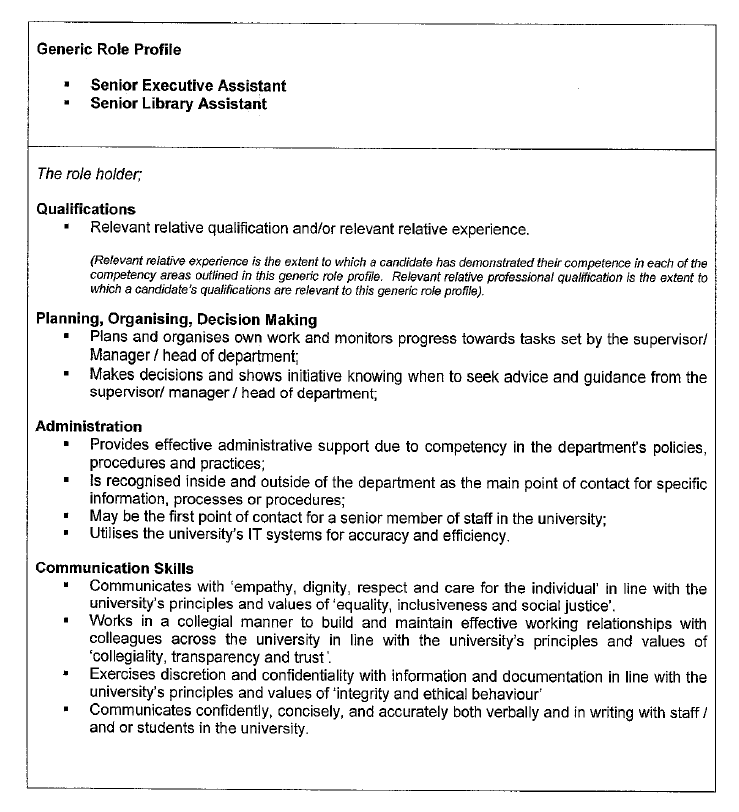 Generic Role Profile
▪ Senior Executive Assistant
▪ Senior Library Assistant
The role holder;
Qualifications
▪ Relevant relative qualification and/or relevant relative experience.
(Relevant relative experience is the extent to which a candidate has demonstrated their competence in each of the
competency areas outlined in this generic role profile. Relevant relative professional qualification is the extent to
which a candidate's qualifications are relevant to this generic role profile).
Planning, Organising, Decision Making
▪ Plans and organises own work and monitors progress towards tasks set by the supervisor/
Manager / head of department;
▪ Makes decisions and shows initiative knowing when to seek advice and guidance from the
supervisor/ manager / head of department;
Administration
▪ Provides effective administrative support due to competency in the department's policies,
procedures and practices;
▪ Is recognised inside and outside of the department as the main point of contact for specific
information, processes or procedures;
▪ May be the first point of contact for a senior member of staff in the university;
▪ Utilises the university's IT systems for accuracy and efficiency.
Communication Skills
▪ Communicates with 'empathy, dignity, respect and care for the individual' in line with the
university's principles and values of 'equality, inclusiveness and social justice'.
▪ Works in a collegial manner to build and maintain effective working relationships with
colleagues across the university in line with the university's principles and values of
'collegiality, transparency and trust'.
▪ Exercises discretion and confidentiality with information and documentation in line with the
university's principles and values of 'integrity and ethical behaviour'
▪ Communicates confidently, concisely, and accurately both verbally and in writing with staff /
and or students in the university.